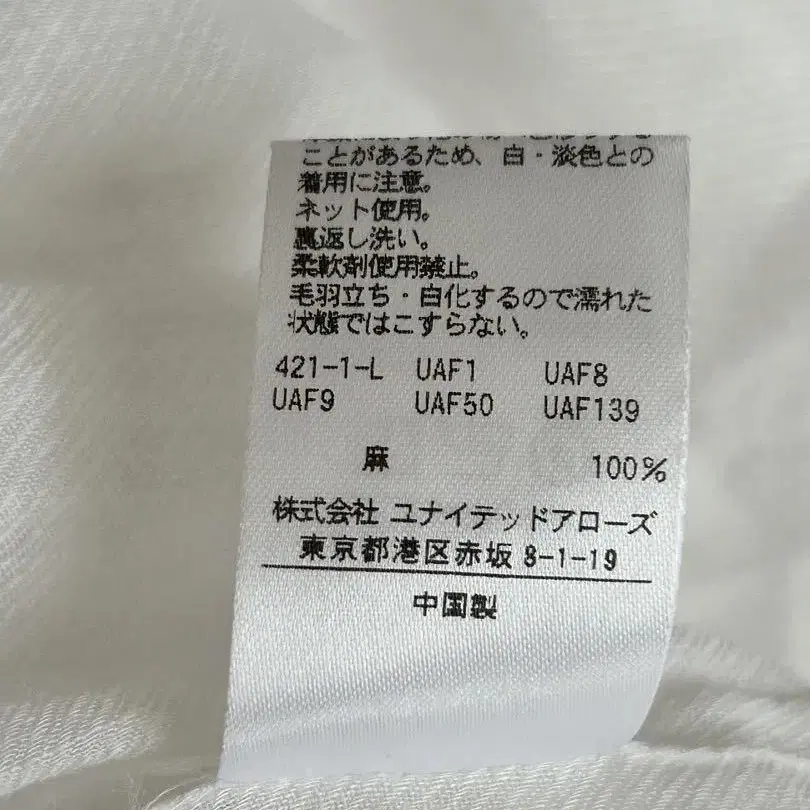 ことがあるため、白・淡色との
着用に注意。
ネット使用。
裏返し洗い。
柔軟剤使用禁止。
毛羽立ち・白化するので濡れた
状態ではこすらない。
421-1-L UAF1 UAF8
UAF9 UAF50 UAF139
麻 100%
株式会社 ユナイテッドアローズ
東京都港区赤坂 8-1-19
中国製